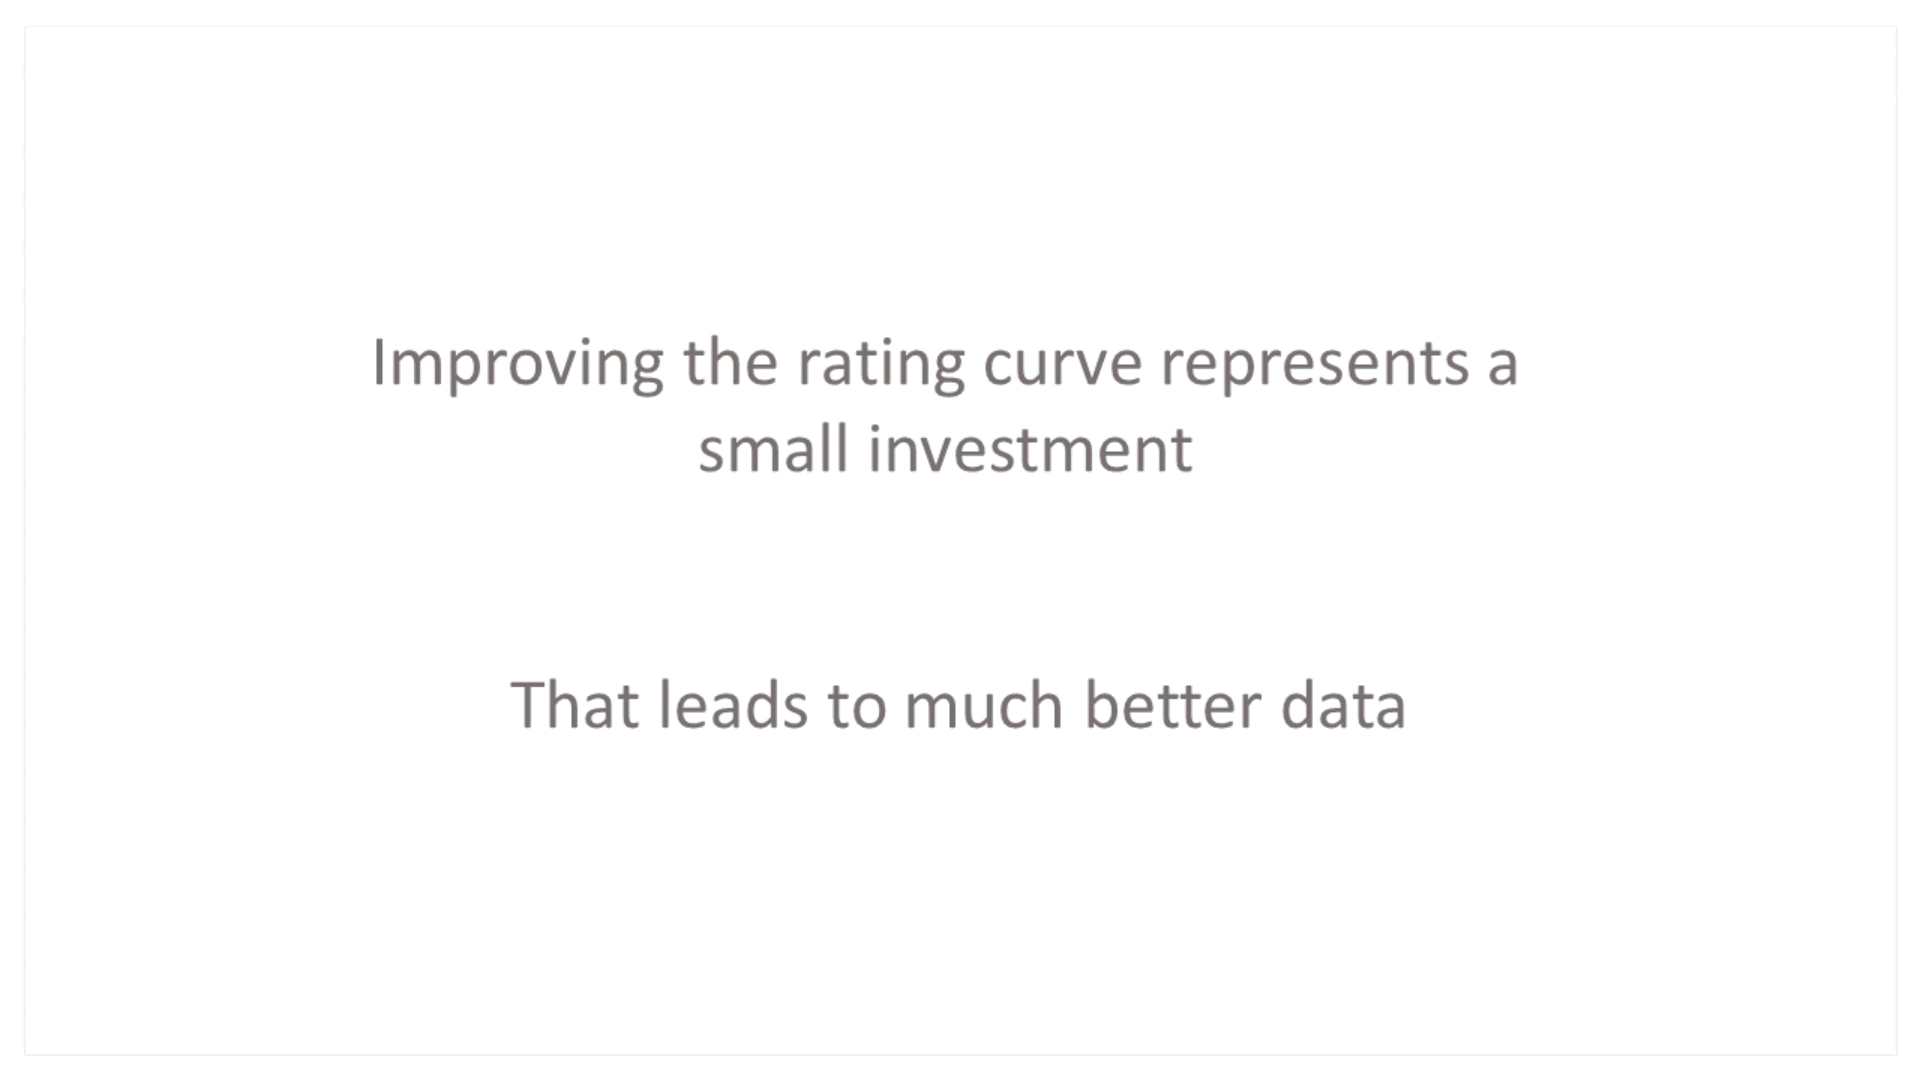 Improving the rating curve represents a
small investment
That leads to much better data